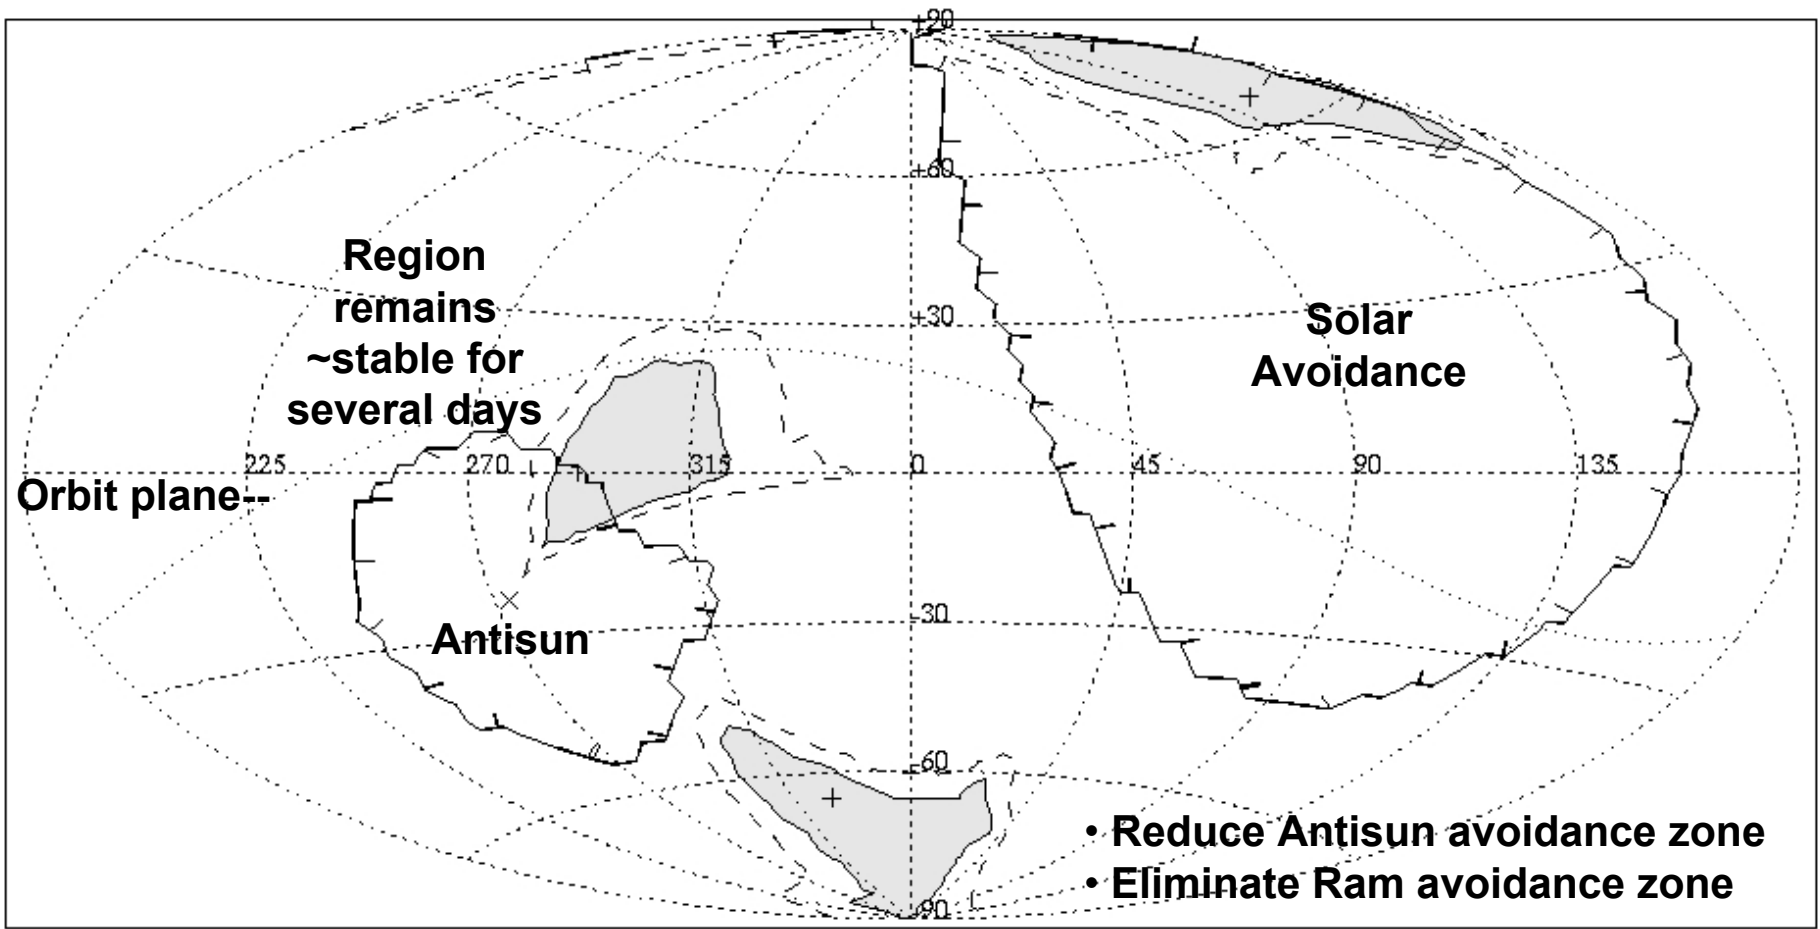 +90
+60
Region
remains
~stable for
several days
+30
Solar
Avoidance
225 270 315 0 45 90 135
Orbit plane--
-30
Antisun
-60
• Reduce Antisun avoidance zone
• Eliminate Ram avoidance zone
-90